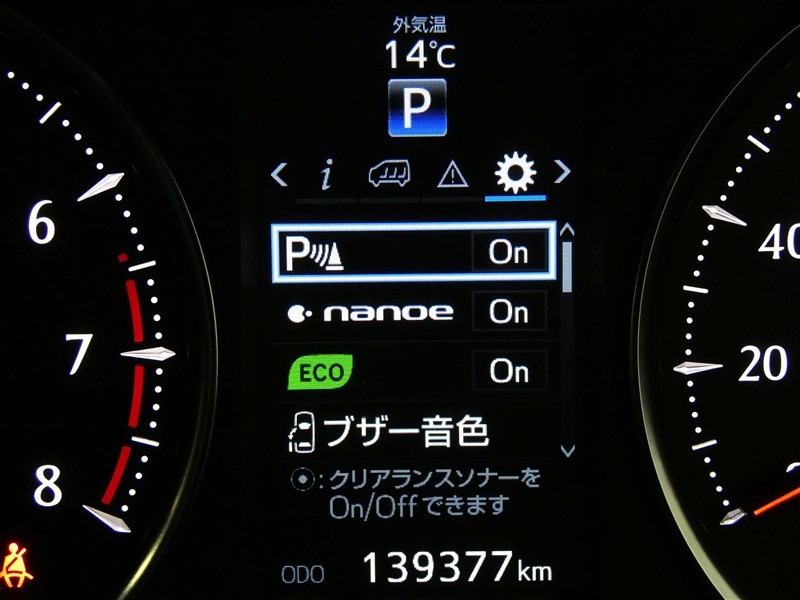 外気温
14℃
P
i
P On
nanoe On
ECO On
ブザー音色
:クリアランスソナーを
On/Offできます
ODO 139377km
6
7
8
40
20